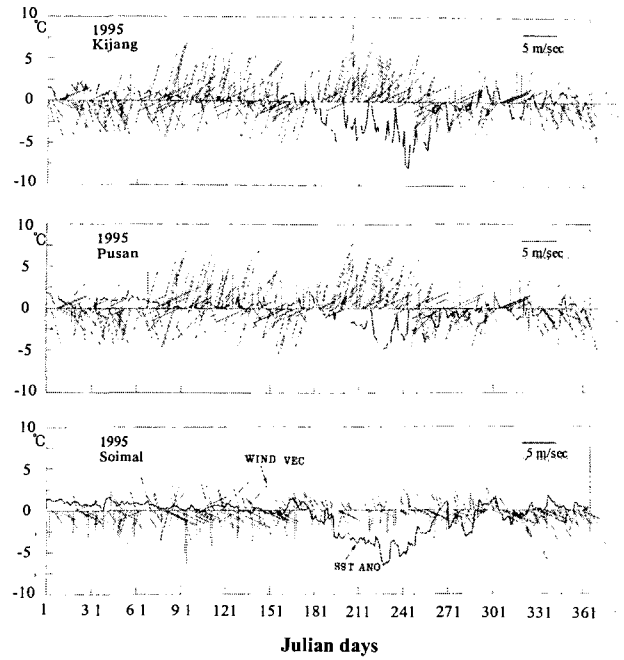 10
°C
1995
Kijang
5 m/sec
5
0
-5
-10
10
°C
1995
Pusan
5 m/sec
5
0
-5
-10
10
°C
1995
Soimal
WIND VEC
5 m/sec
5
0
-5
SST ANO
-10
1 31 61 91 121 151 181 211 241 271 301 331 361
Julian days